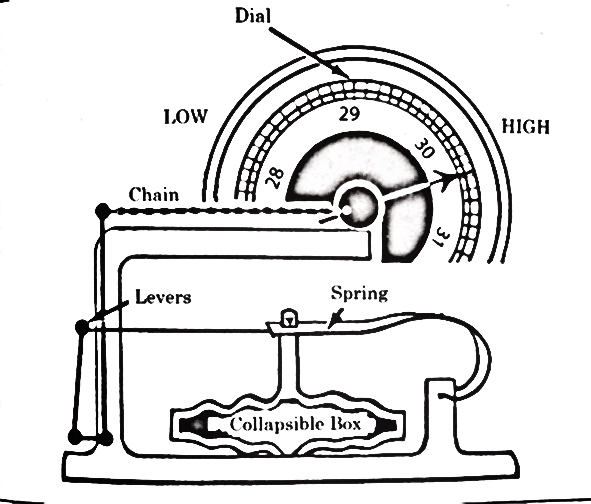 Dial
LOW
HIGH
28
29
30
31
Chain
Levers
Spring
Collapsible Box